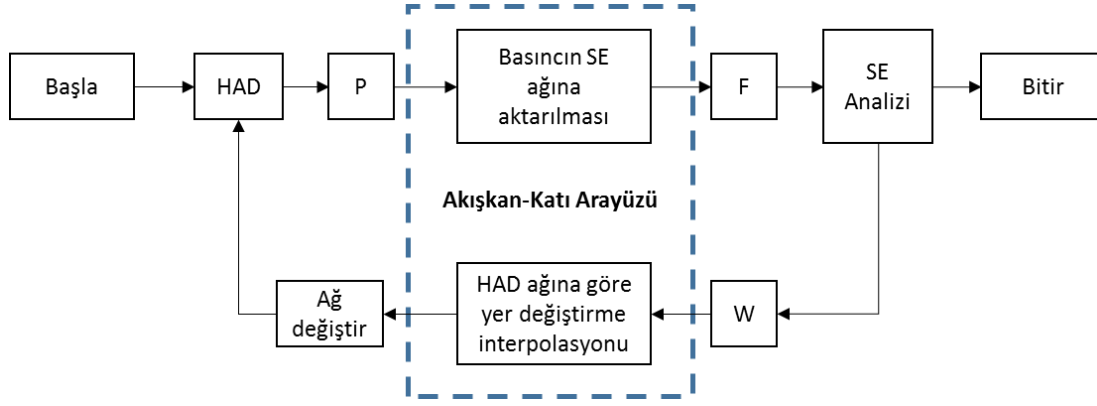 Başla
HAD
P
Basıncın SE
ağına
aktarılması
F
SE
Analizi
Bitir
Akışkan-Katı Arayüzü
Ağ
değiştir
HAD ağına göre
yer değiştirme
interpolasyonu
W